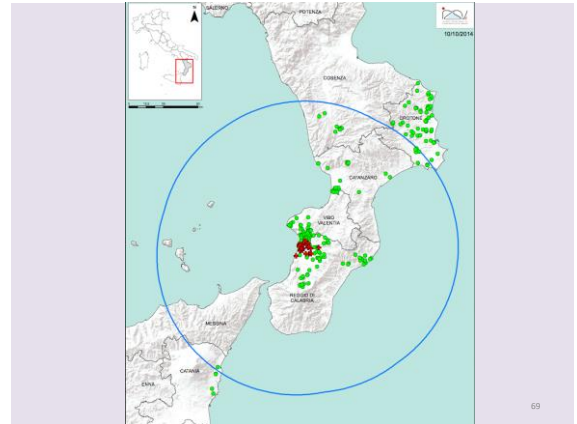 SALERNO
POTENZA
10/10/2014
COSENZA
CROTONE
CATANZARO
VIBO
VALENTIA
REGGIO DI
CALABRIA
MESSINA
CATANIA
ENNA
69